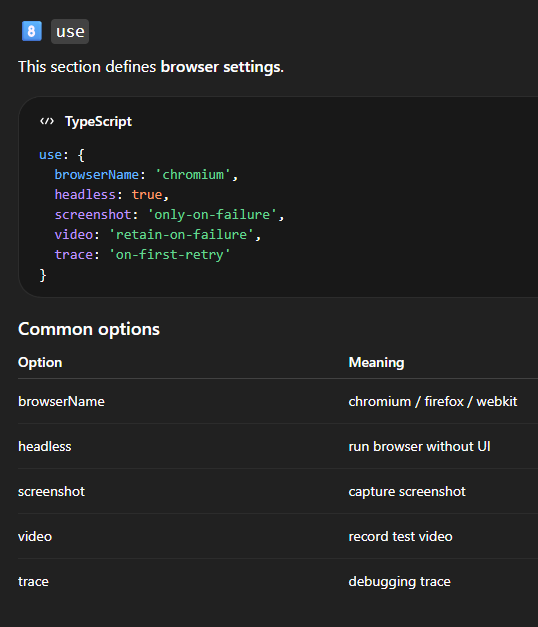 8 use
This section defines browser settings.
</> TypeScript
use: {
  browserName: 'chromium',
  headless: true,
  screenshot: 'only-on-failure',
  video: 'retain-on-failure',
  trace: 'on-first-retry'
}
Common options
Option Meaning
browserName chromium / firefox / webkit
headless run browser without UI
screenshot capture screenshot
video record test video
trace debugging trace